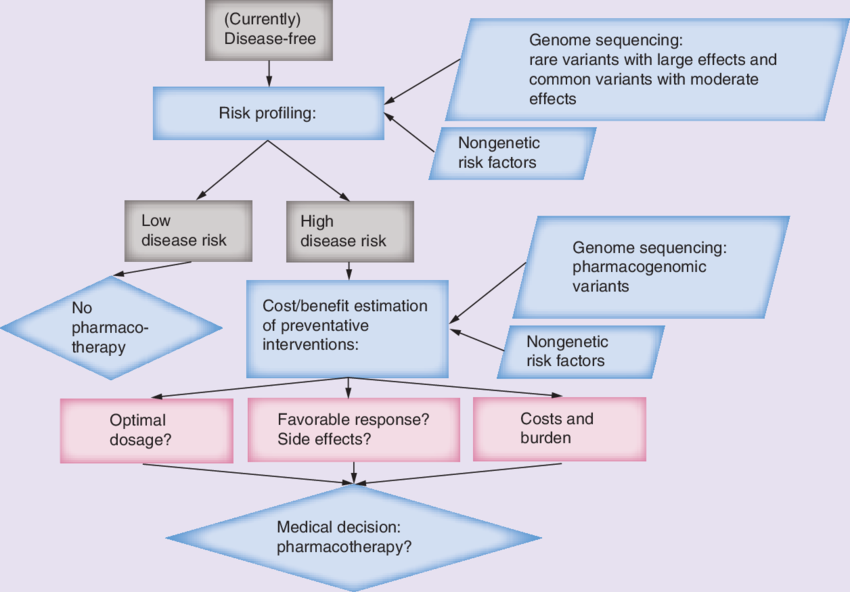 (Currently)
Disease-free
Genome sequencing:
rare variants with large effects and
common variants with moderate
effects
Risk profiling:
Nongenetic
risk factors
Low
disease risk
High
disease risk
Genome sequencing:
pharmacogenomic
variants
No
pharmaco-
therapy
Cost/benefit estimation
of preventative
interventions:
Nongenetic
risk factors
Optimal
dosage?
Favorable response?
Side effects?
Costs and
burden
Medical decision:
pharmacotherapy?